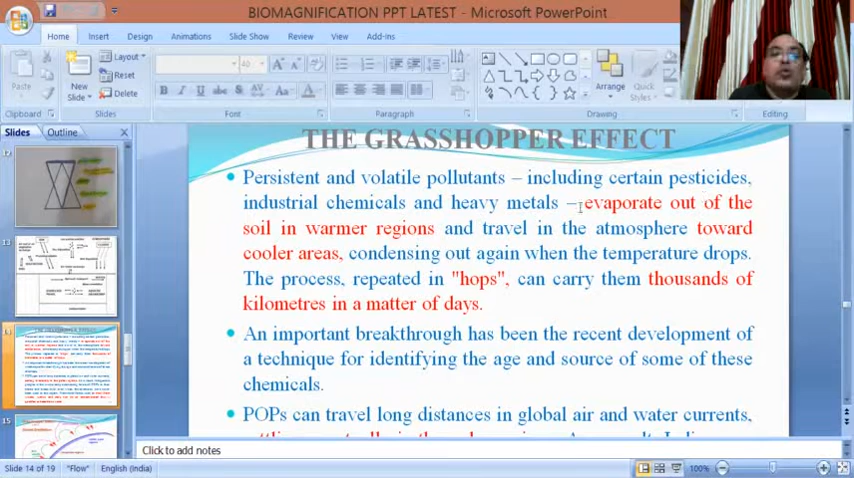 BIOMAGNIFICATION PPT LATEST - Microsoft PowerPoint
Home Insert Design Animations Slide Show Review View Add-Ins
Paste
New Slide
Layout
Reset
Delete
40
Arrange
Quick Styles
Clipboard Slides Font Paragraph Drawing Editing
Slides Outline
13
15
THE GRASSHOPPER EFFECT
Persistent and volatile pollutants – including certain pesticides,
industrial chemicals and heavy metals – evaporate out of the
soil in warmer regions and travel in the atmosphere toward
cooler areas, condensing out again when the temperature drops.
The process, repeated in "hops", can carry them thousands of
kilometres in a matter of days.
An important breakthrough has been the recent development of
a technique for identifying the age and source of some of these
chemicals.
POPs can travel long distances in global air and water currents,
Click to add notes
Slide 14 of 19 "Flow" English (India) 100%